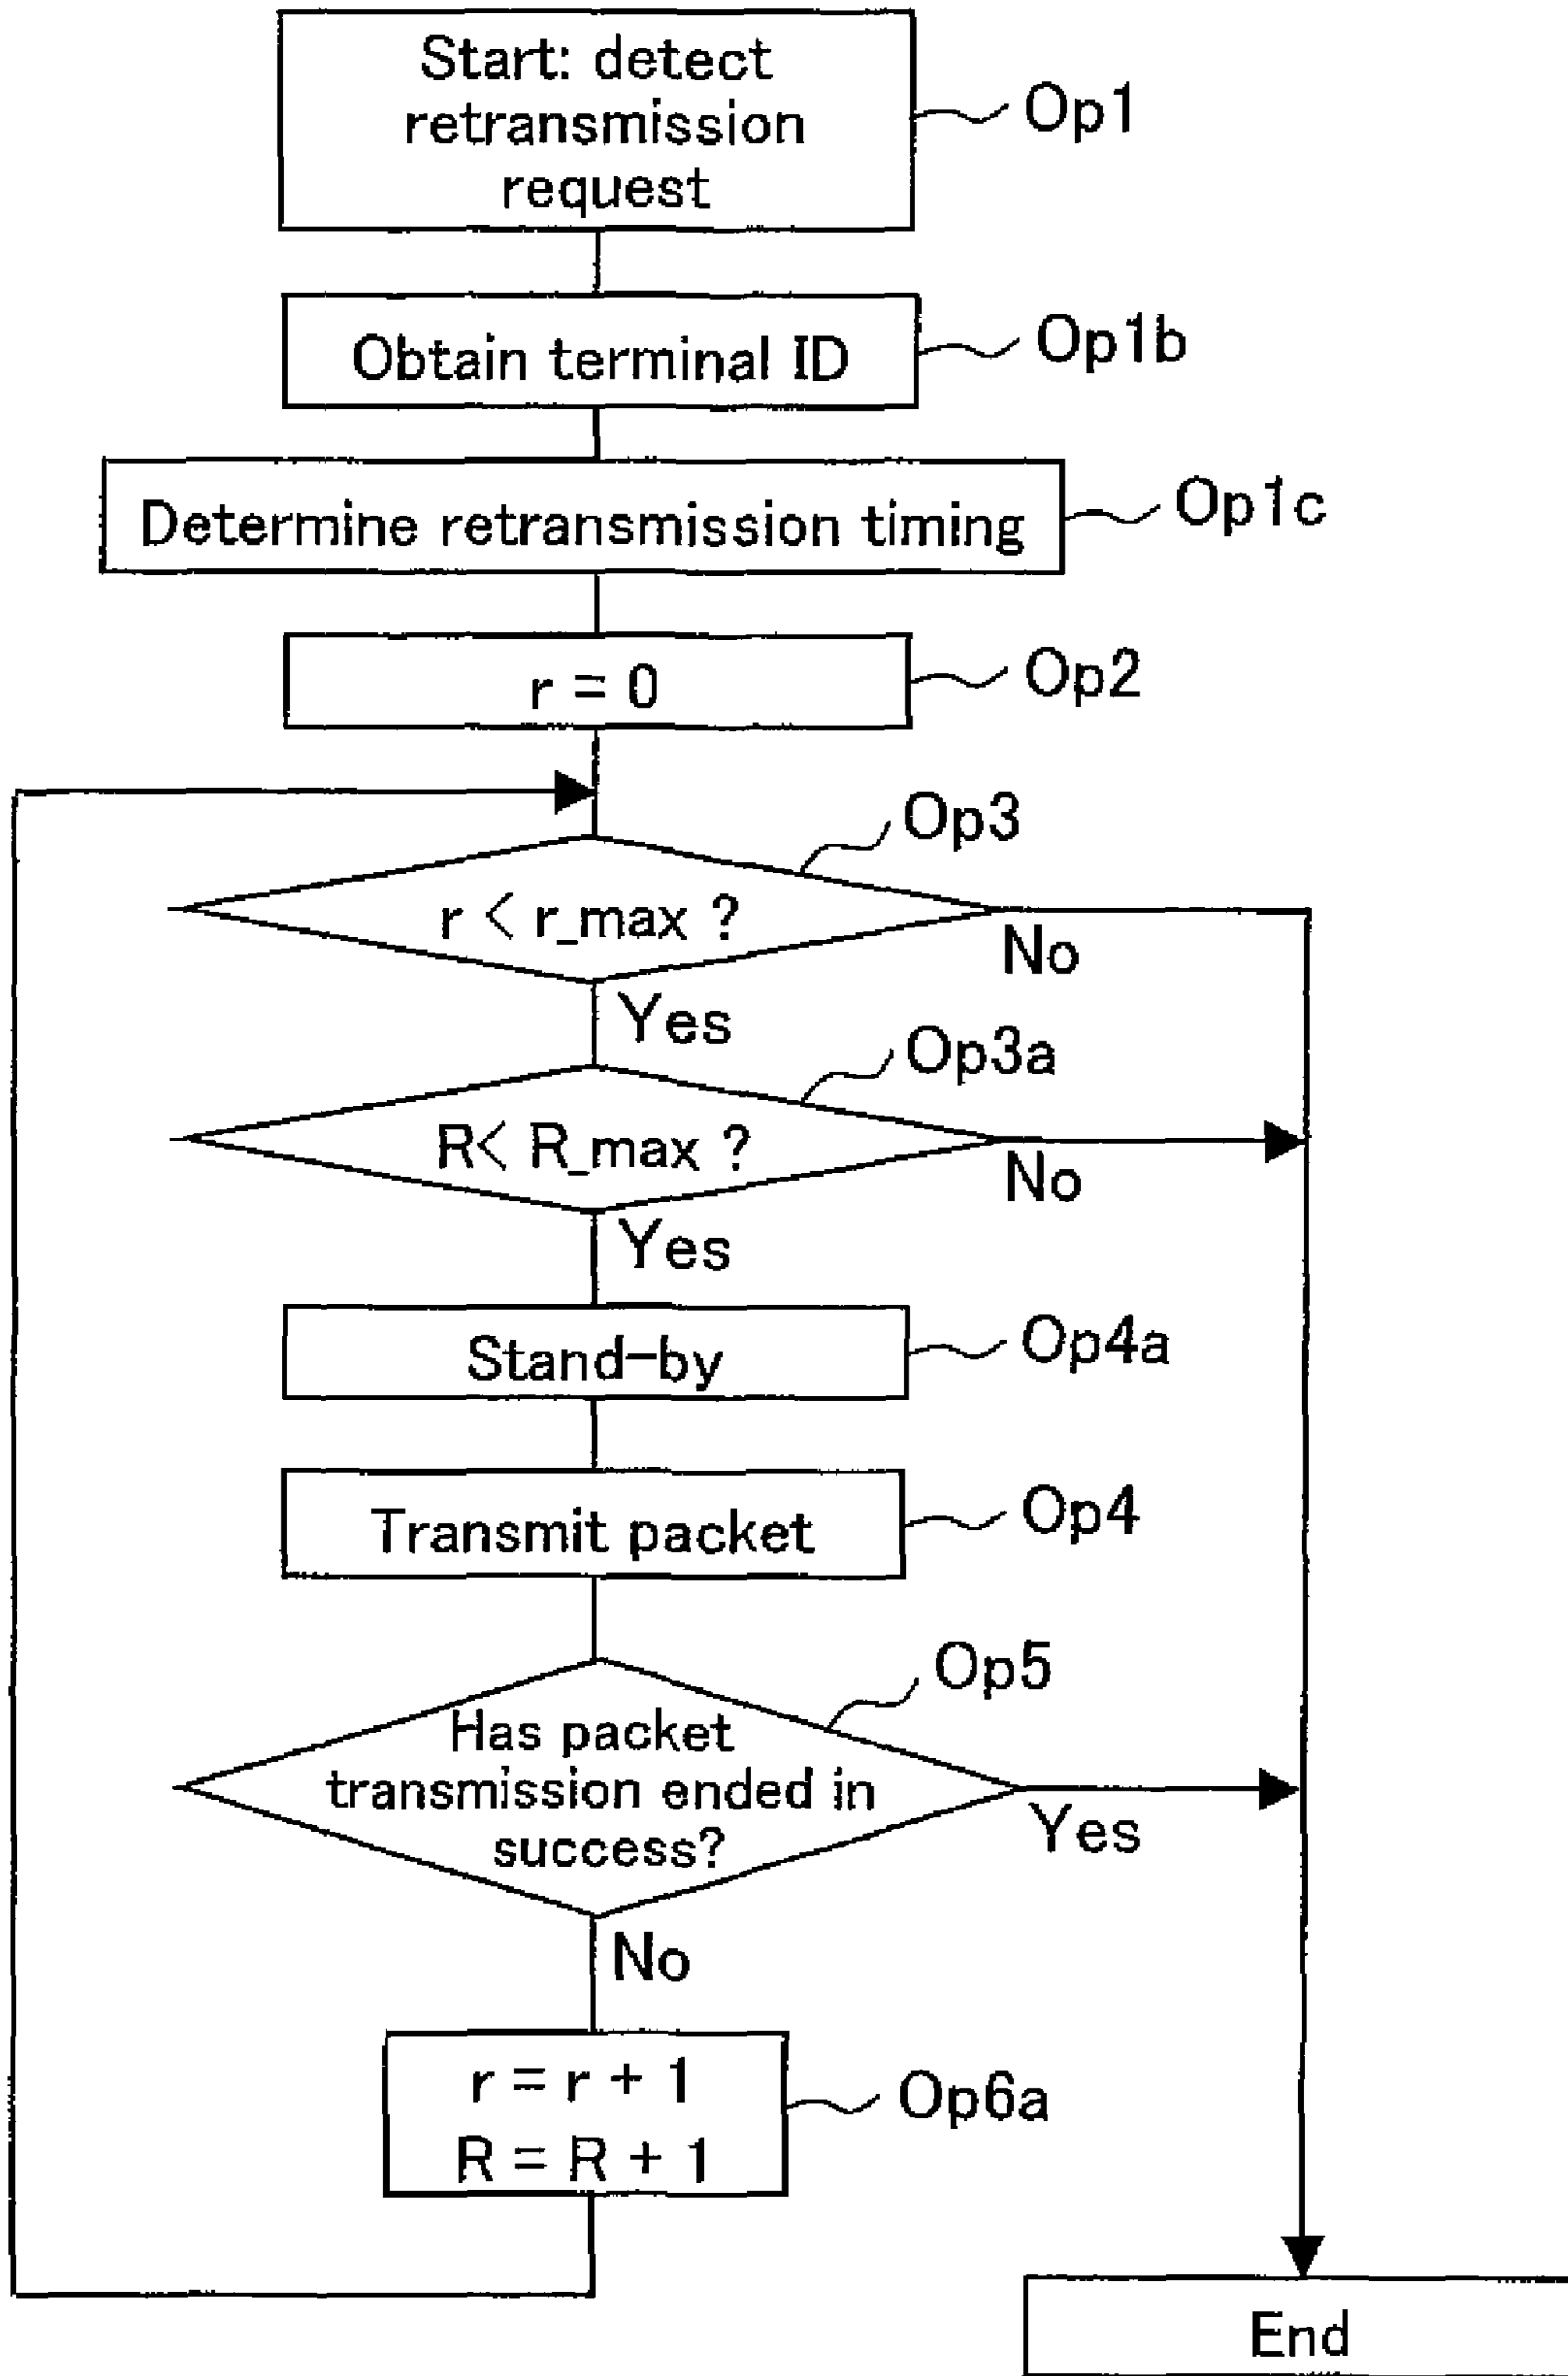 Start: detect
retransmission
request
Op1
Obtain terminal ID
Op1b
Determine retransmission timing
Op1c
r = 0
Op2
Op3
r < r_max ?
No
Yes
Op3a
R< R_max ?
No
Yes
Stand-by
Op4a
Transmit packet
Op4
Op5
Has packet
transmission ended in
success?
Yes
No
r = r + 1
R = R + 1
Op6a
End